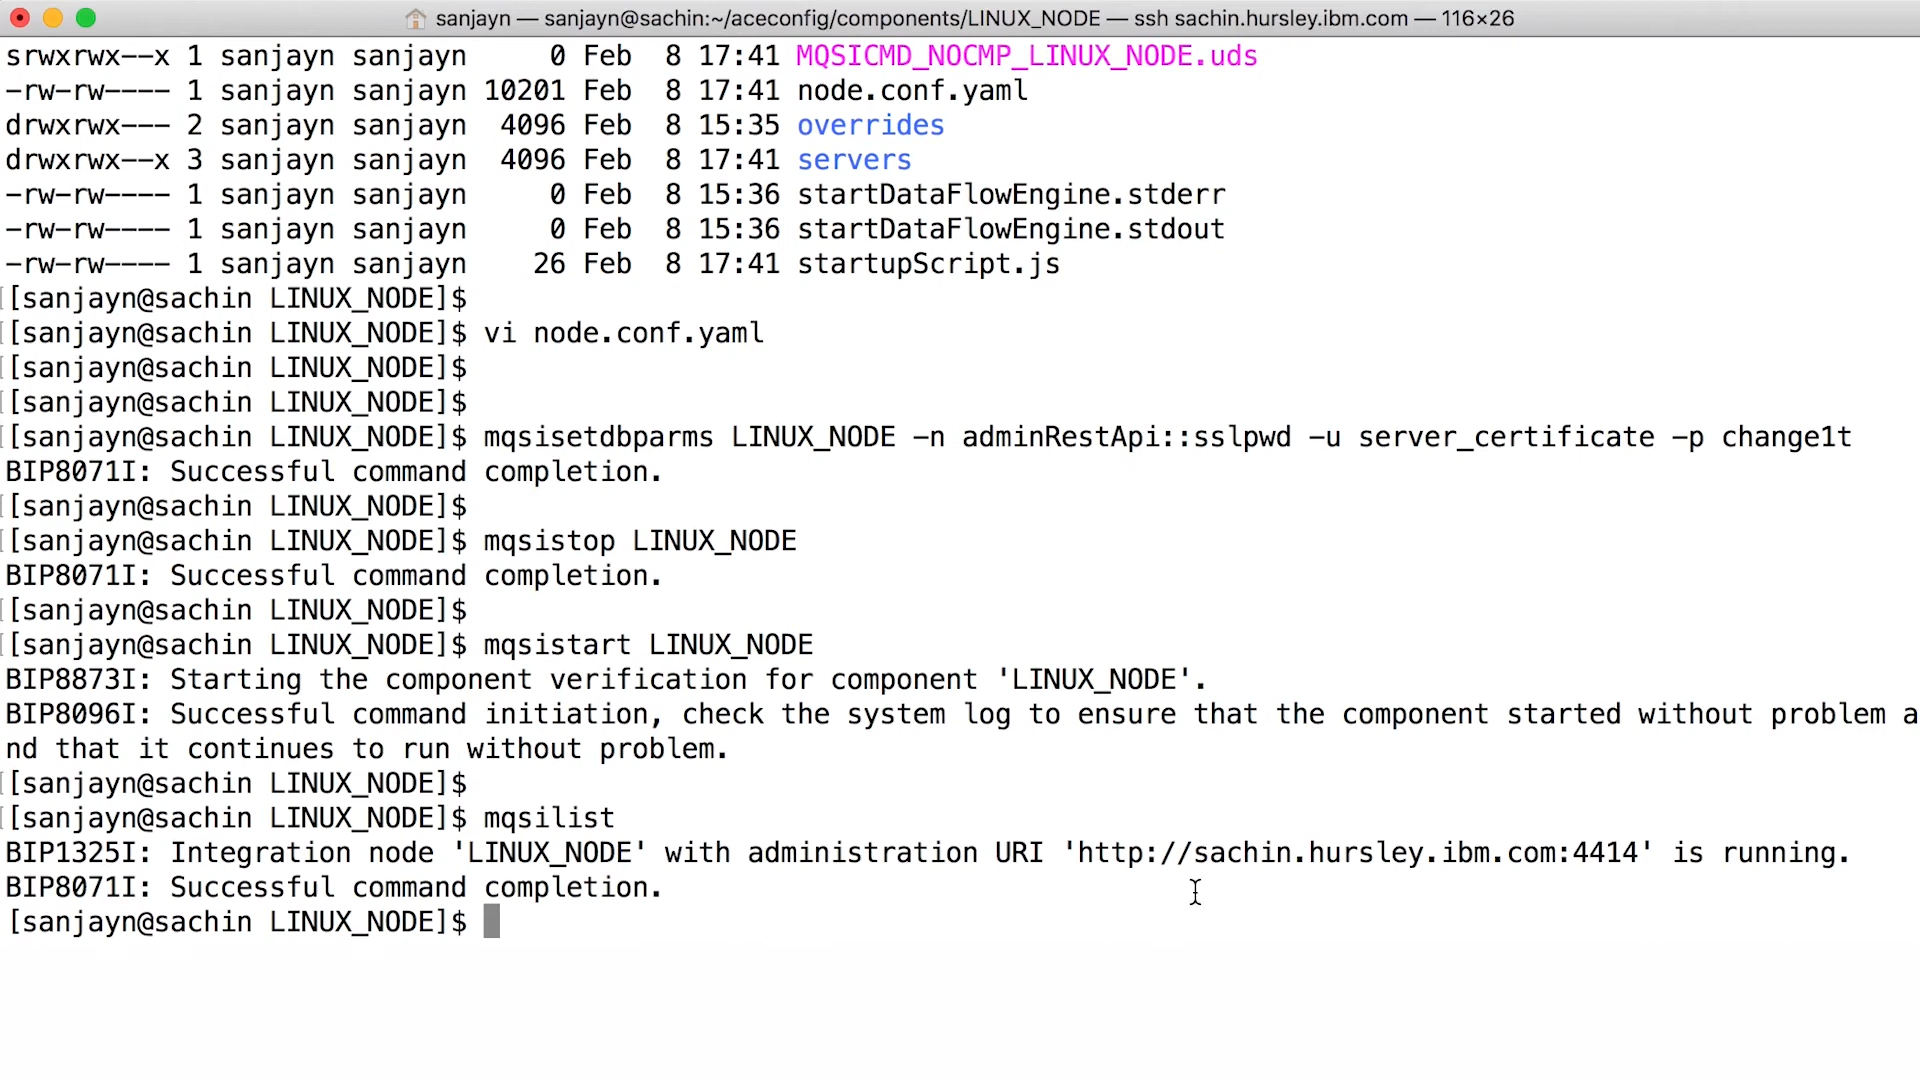 sanjayn — sanjayn@sachin:~/aceconfig/components/LINUX_NODE — ssh sachin.hursley.ibm.com — 116×26
srwxrwx--x 1 sanjayn sanjayn     0 Feb  8 17:41 MQSICMD_NOCMP_LINUX_NODE.uds
-rw-rw---- 1 sanjayn sanjayn 10201 Feb  8 17:41 node.conf.yaml
drwxrwx--- 2 sanjayn sanjayn  4096 Feb  8 15:35 overrides
drwxrwx--x 3 sanjayn sanjayn  4096 Feb  8 17:41 servers
-rw-rw---- 1 sanjayn sanjayn     0 Feb  8 15:36 startDataFlowEngine.stderr
-rw-rw---- 1 sanjayn sanjayn     0 Feb  8 15:36 startDataFlowEngine.stdout
-rw-rw---- 1 sanjayn sanjayn    26 Feb  8 17:41 startupScript.js
[[sanjayn@sachin LINUX_NODE]$
[[sanjayn@sachin LINUX_NODE]$ vi node.conf.yaml
[[sanjayn@sachin LINUX_NODE]$
[[sanjayn@sachin LINUX_NODE]$
[[sanjayn@sachin LINUX_NODE]$ mqsisetdbparms LINUX_NODE -n adminRestApi::sslpwd -u server_certificate -p change1t
BIP8071I: Successful command completion.
[[sanjayn@sachin LINUX_NODE]$
[[sanjayn@sachin LINUX_NODE]$ mqsistop LINUX_NODE
BIP8071I: Successful command completion.
[[sanjayn@sachin LINUX_NODE]$
[[sanjayn@sachin LINUX_NODE]$ mqsistart LINUX_NODE
BIP8873I: Starting the component verification for component 'LINUX_NODE'.
BIP8096I: Successful command initiation, check the system log to ensure that the component started without problem a
nd that it continues to run without problem.
[[sanjayn@sachin LINUX_NODE]$
[[sanjayn@sachin LINUX_NODE]$ mqsilist
BIP1325I: Integration node 'LINUX_NODE' with administration URI 'http://sachin.hursley.ibm.com:4414' is running.
BIP8071I: Successful command completion.
[sanjayn@sachin LINUX_NODE]$